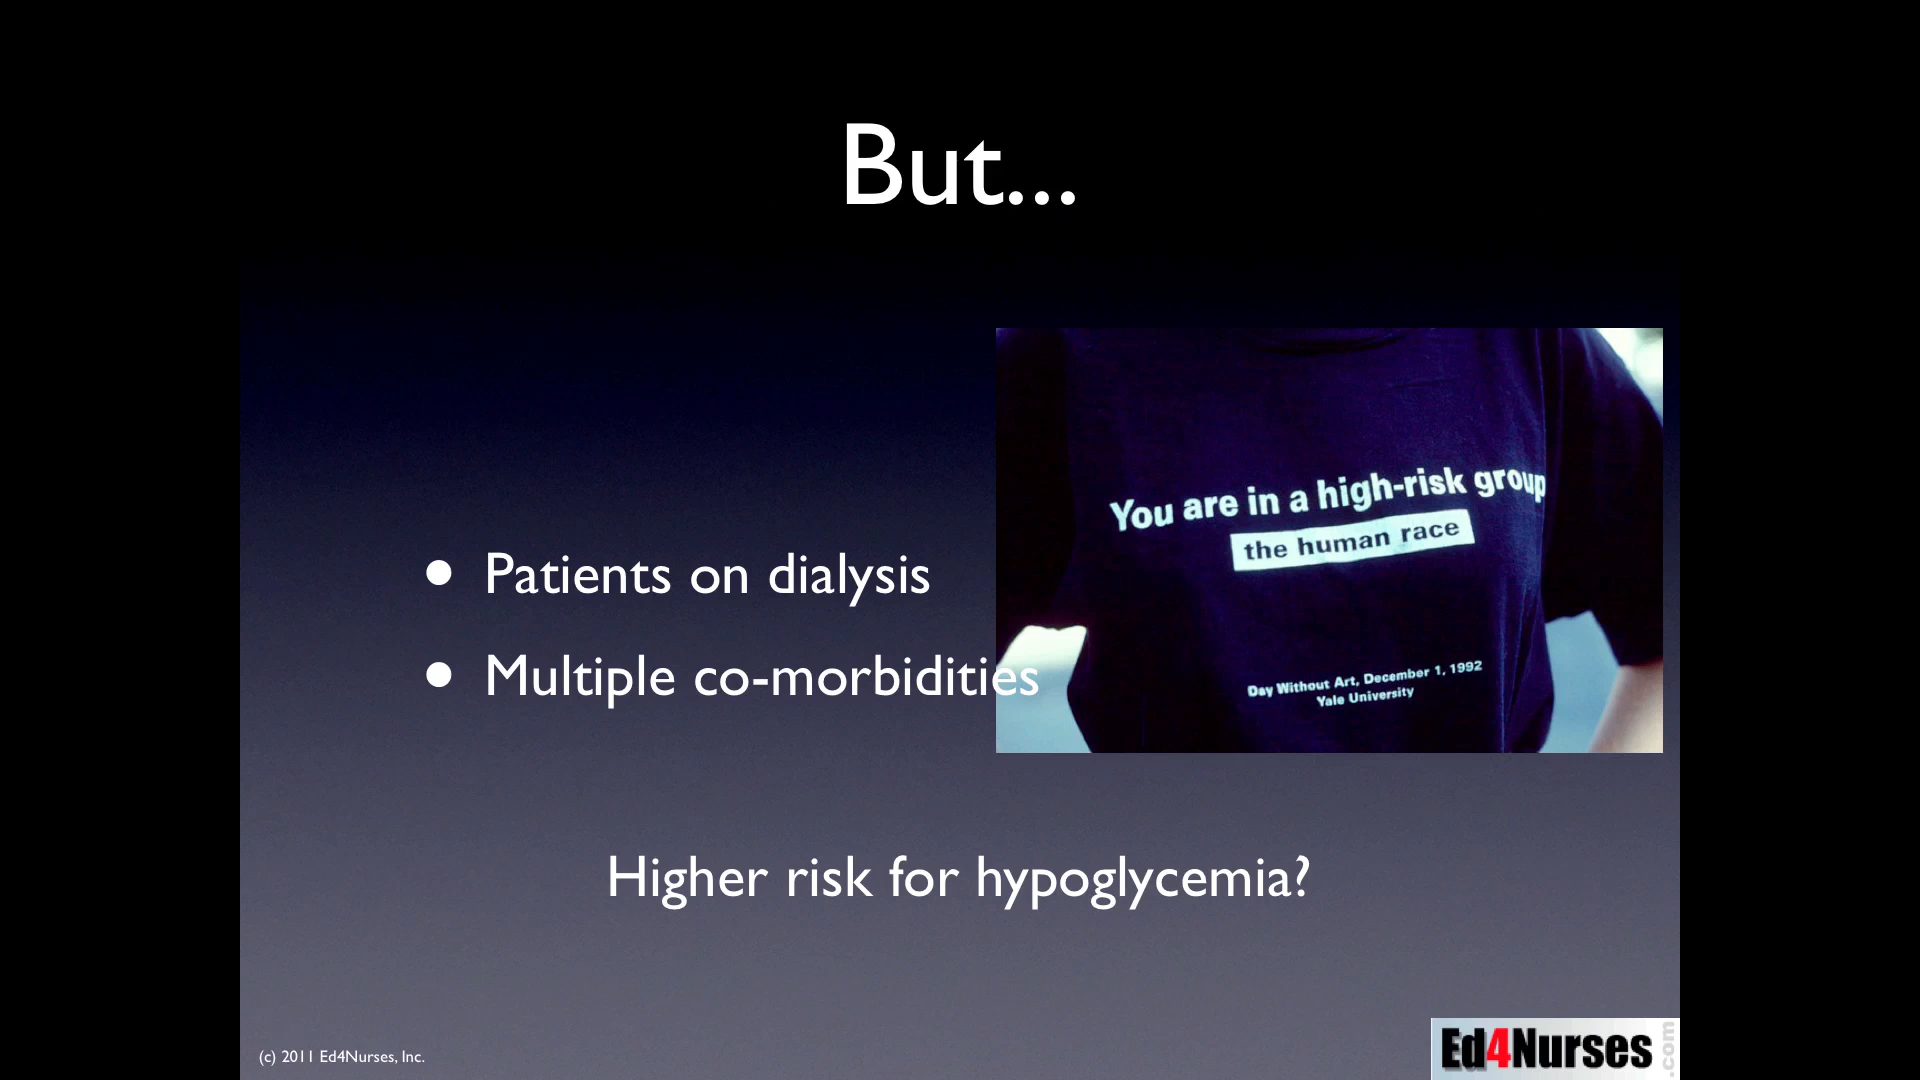 But...
• Patients on dialysis
• Multiple co-morbidities
You are in a high-risk group
the human race
Day Without Art, December 1, 1992
Yale University
Higher risk for hypoglycemia?
(c) 2011 Ed4Nurses, Inc.
Ed4Nurses
.com